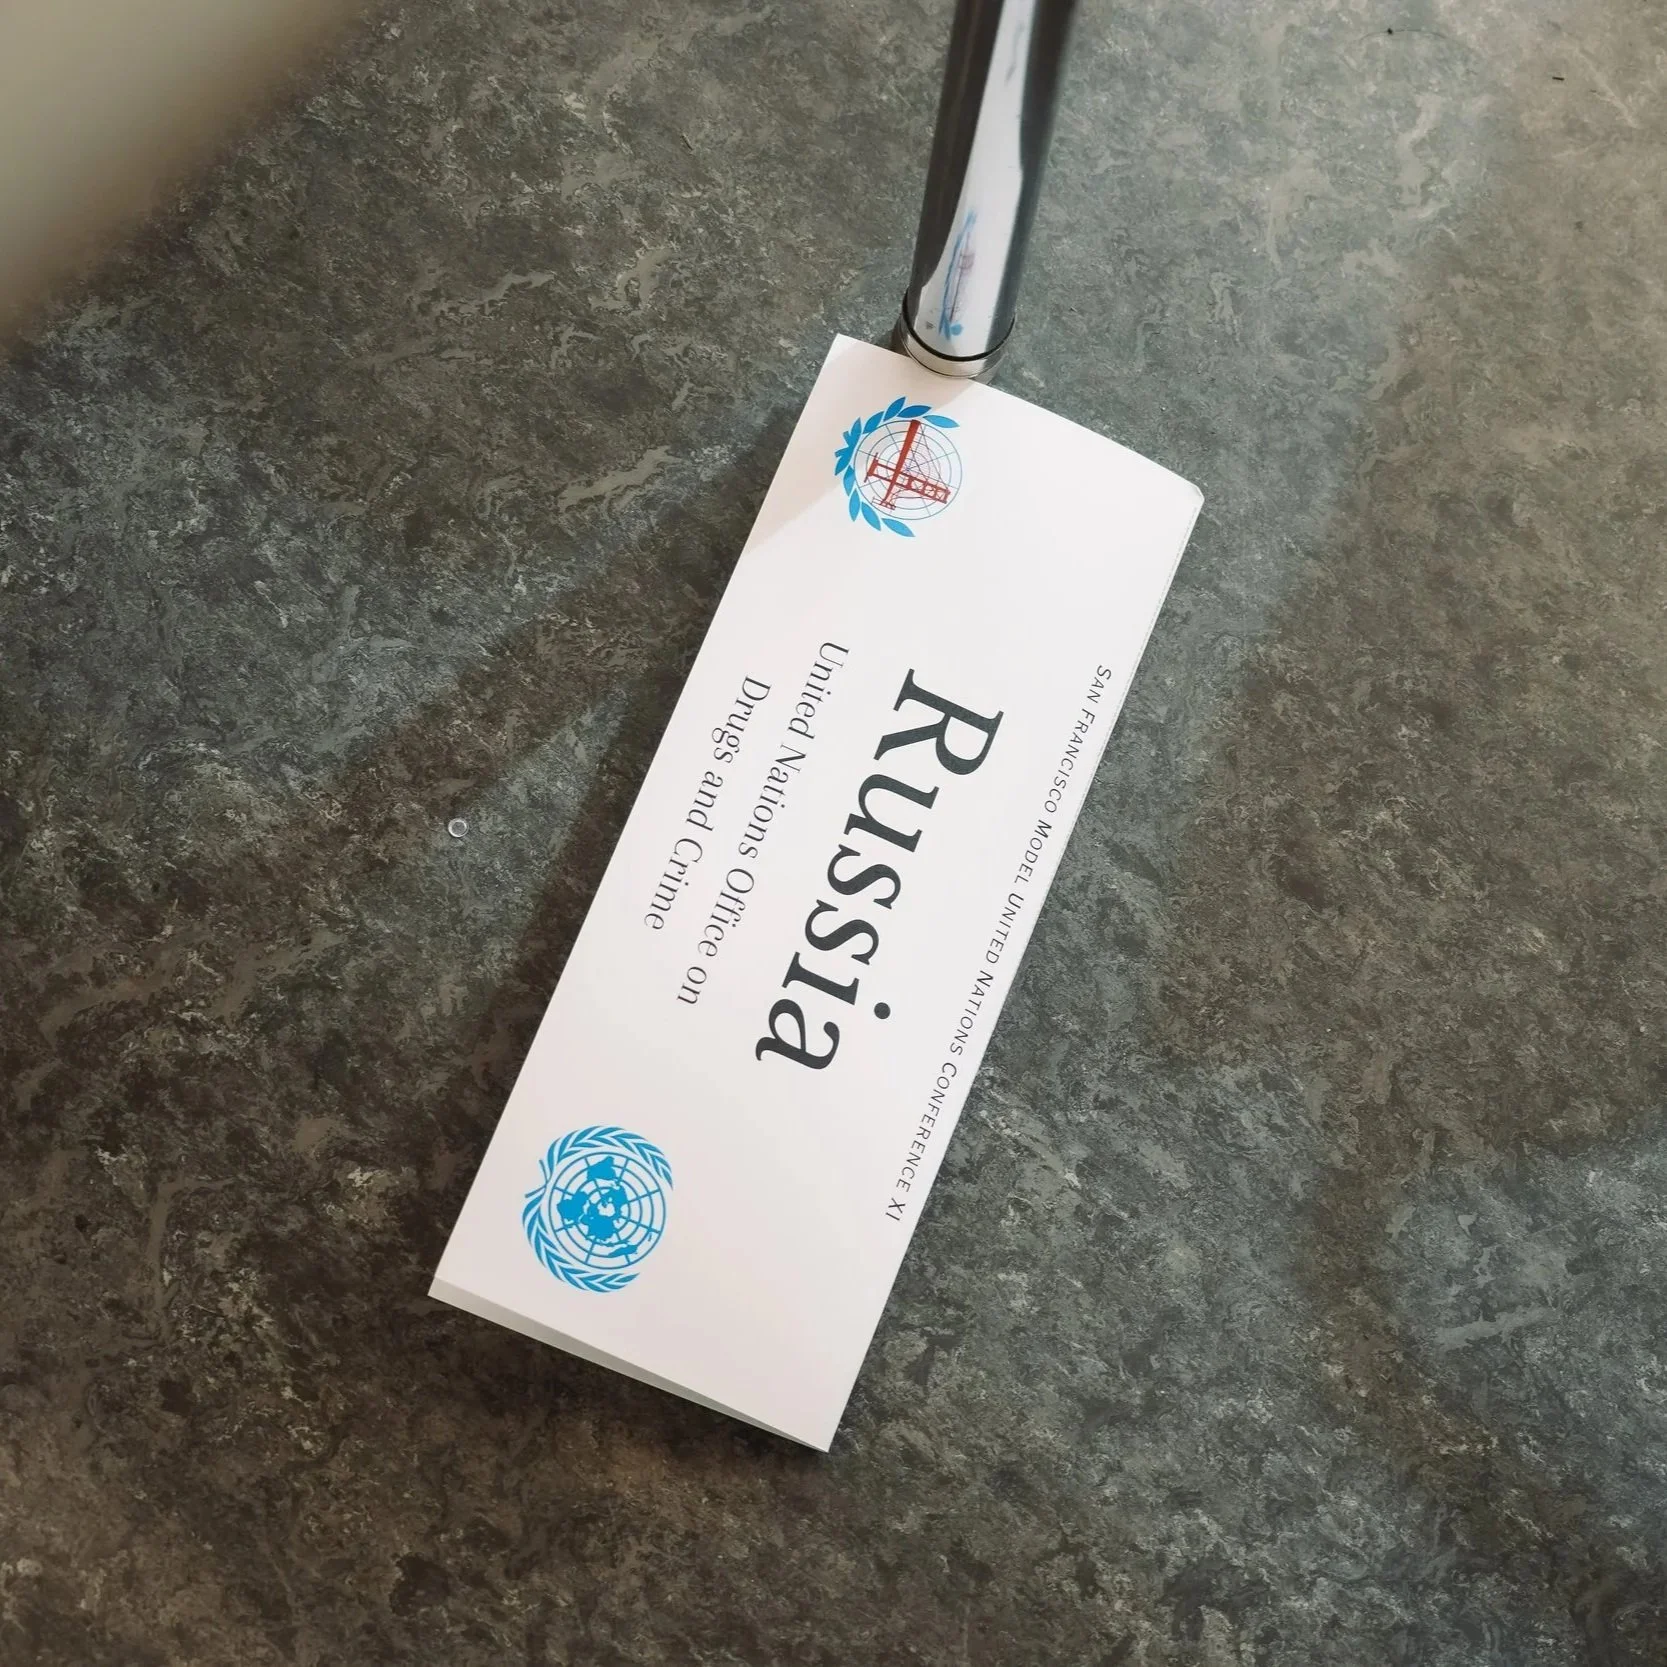 SAN FRANCISCO MODEL UNITED NATIONS CONFERENCE XI
Russia
United Nations Office on
Drugs and Crime